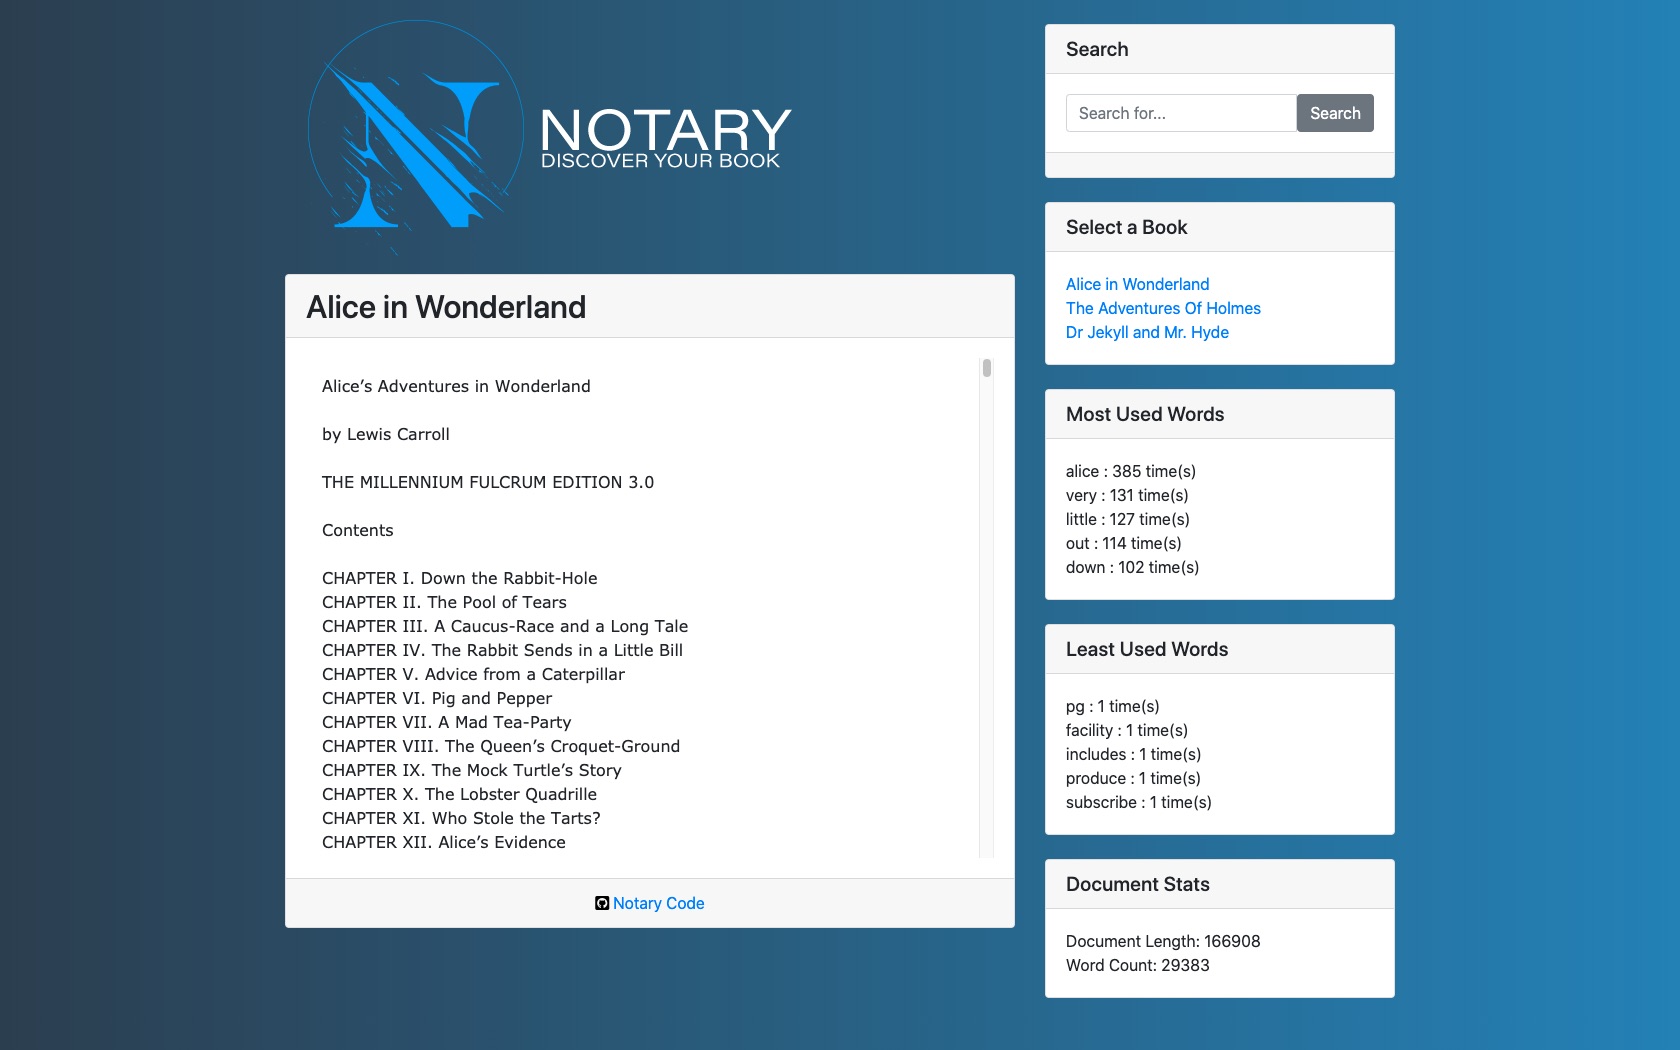 NOTARY
DISCOVER YOUR BOOK
Alice in Wonderland
Alice’s Adventures in Wonderland
by Lewis Carroll
THE MILLENNIUM FULCRUM EDITION 3.0
Contents
CHAPTER I. Down the Rabbit-Hole
CHAPTER II. The Pool of Tears
CHAPTER III. A Caucus-Race and a Long Tale
CHAPTER IV. The Rabbit Sends in a Little Bill
CHAPTER V. Advice from a Caterpillar
CHAPTER VI. Pig and Pepper
CHAPTER VII. A Mad Tea-Party
CHAPTER VIII. The Queen’s Croquet-Ground
CHAPTER IX. The Mock Turtle’s Story
CHAPTER X. The Lobster Quadrille
CHAPTER XI. Who Stole the Tarts?
CHAPTER XII. Alice’s Evidence
Notary Code
Search
Search for...
Search
Select a Book
Alice in Wonderland
The Adventures Of Holmes
Dr Jekyll and Mr. Hyde
Most Used Words
alice : 385 time(s)
very : 131 time(s)
little : 127 time(s)
out : 114 time(s)
down : 102 time(s)
Least Used Words
pg : 1 time(s)
facility : 1 time(s)
includes : 1 time(s)
produce : 1 time(s)
subscribe : 1 time(s)
Document Stats
Document Length: 166908
Word Count: 29383